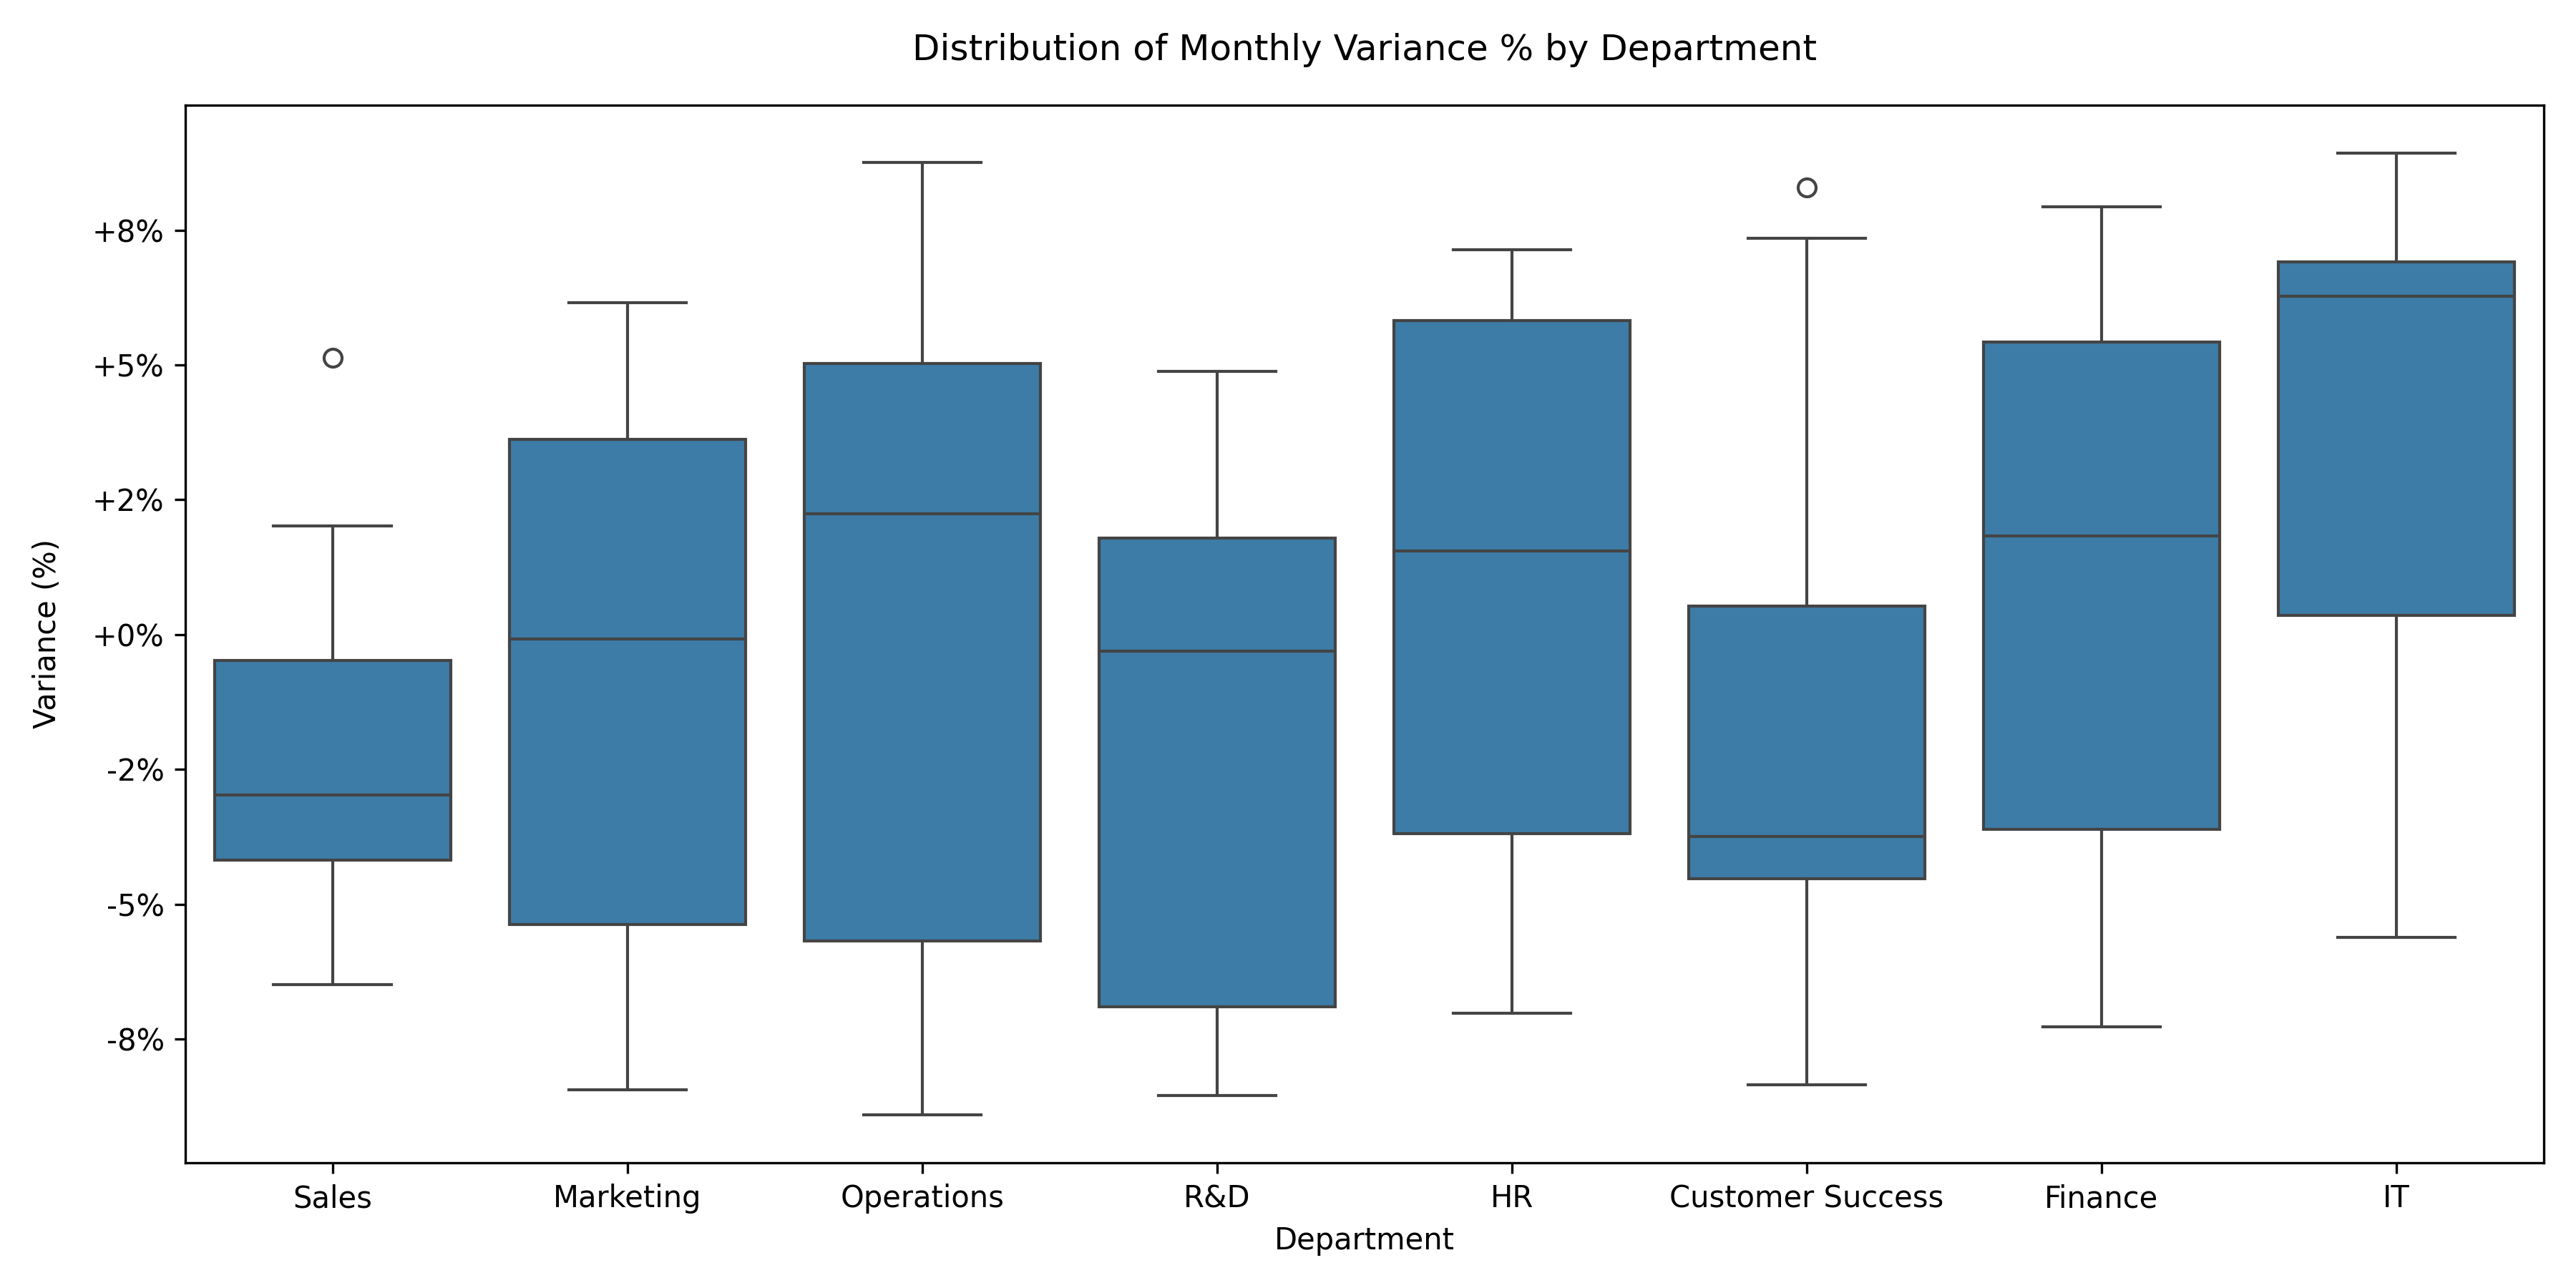 Distribution of Monthly Variance % by Department
Variance (%)
+8%
+5%
+2%
+0%
-2%
-5%
-8%
Sales
Marketing
Operations
R&D
HR
Customer Success
Finance
IT
Department